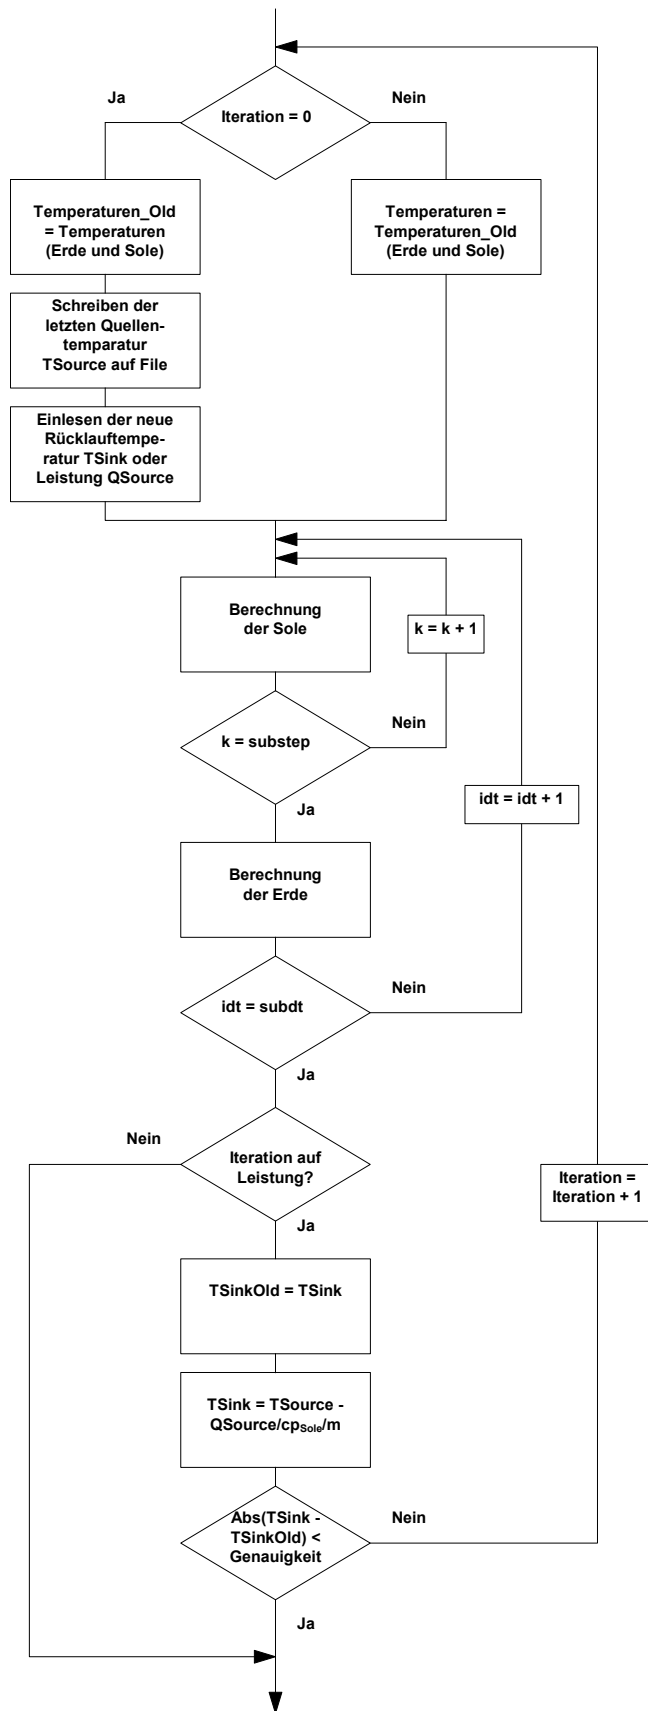 Ja
Nein
Iteration = 0
Temperaturen_Old
= Temperaturen
(Erde und Sole)
Temperaturen =
Temperaturen_Old
(Erde und Sole)
Schreiben der
letzten Quellen-
temparatur
TSource auf File
Einlesen der neue
Rücklauftempe-
ratur TSink oder
Leistung QSource
Berechnung
der Sole
k = k + 1
k = substep
Nein
Ja
idt = idt + 1
Berechnung
der Erde
idt = subdt
Nein
Ja
Nein
Iteration auf
Leistung?
Iteration =
Iteration + 1
Ja
TSinkOld = TSink
TSink = TSource -
QSource/cpSole/m
Abs(TSink -
TSinkOld) <
Genauigkeit
Nein
Ja